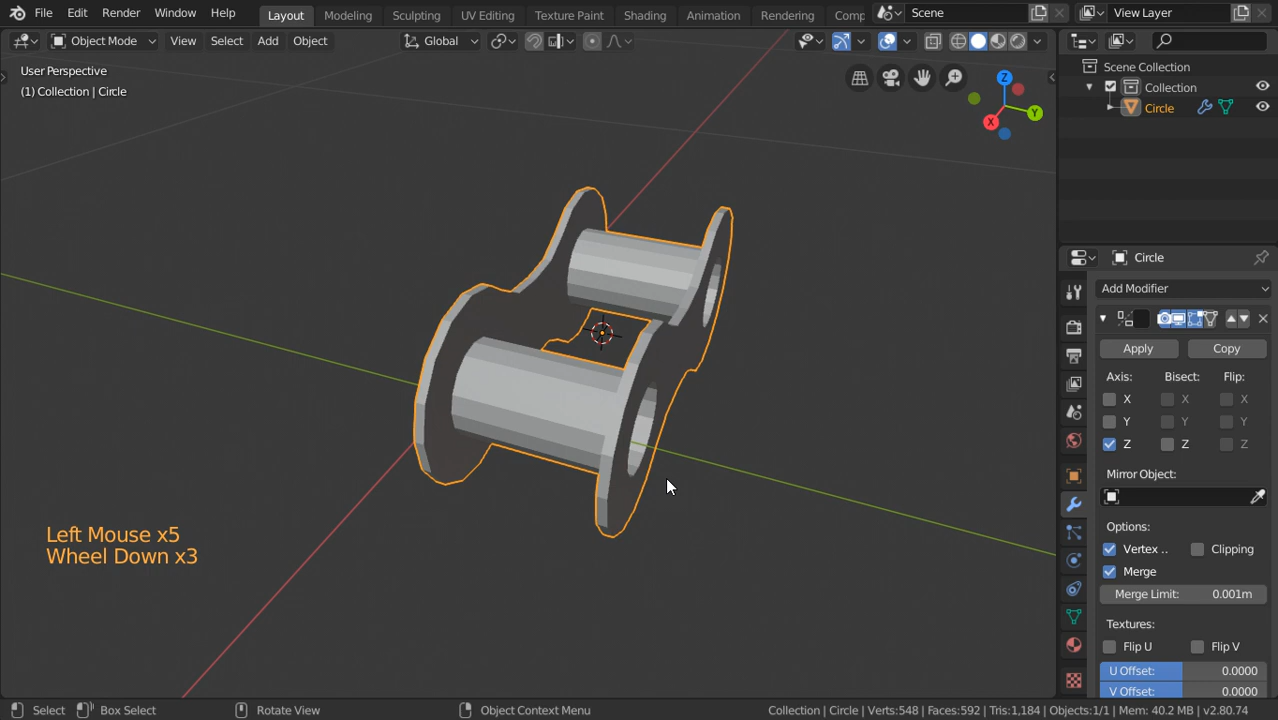 File Edit Render Window Help Layout Modeling Sculpting UV Editing Texture Paint Shading Animation Rendering Comp Scene View Layer
Object Mode View Select Add Object Global
User Perspective
(1) Collection | Circle
Z
Y
X
Scene Collection
Collection
Circle
Circle
Add Modifier
Apply Copy
Axis: Bisect: Flip:
X X X
Y Y Y
Z Z Z
Mirror Object:
Options:
Vertex .. Clipping
Merge
Merge Limit: 0.001m
Textures:
Flip U Flip V
U Offset: 0.0000
V Offset: 0.0000
Left Mouse x5
Wheel Down x3
Select Box Select Rotate View Object Context Menu Collection | Circle | Verts:548 | Faces:592 | Tris:1,184 | Objects:1/1 | Mem: 40.2 MB | v2.80.74